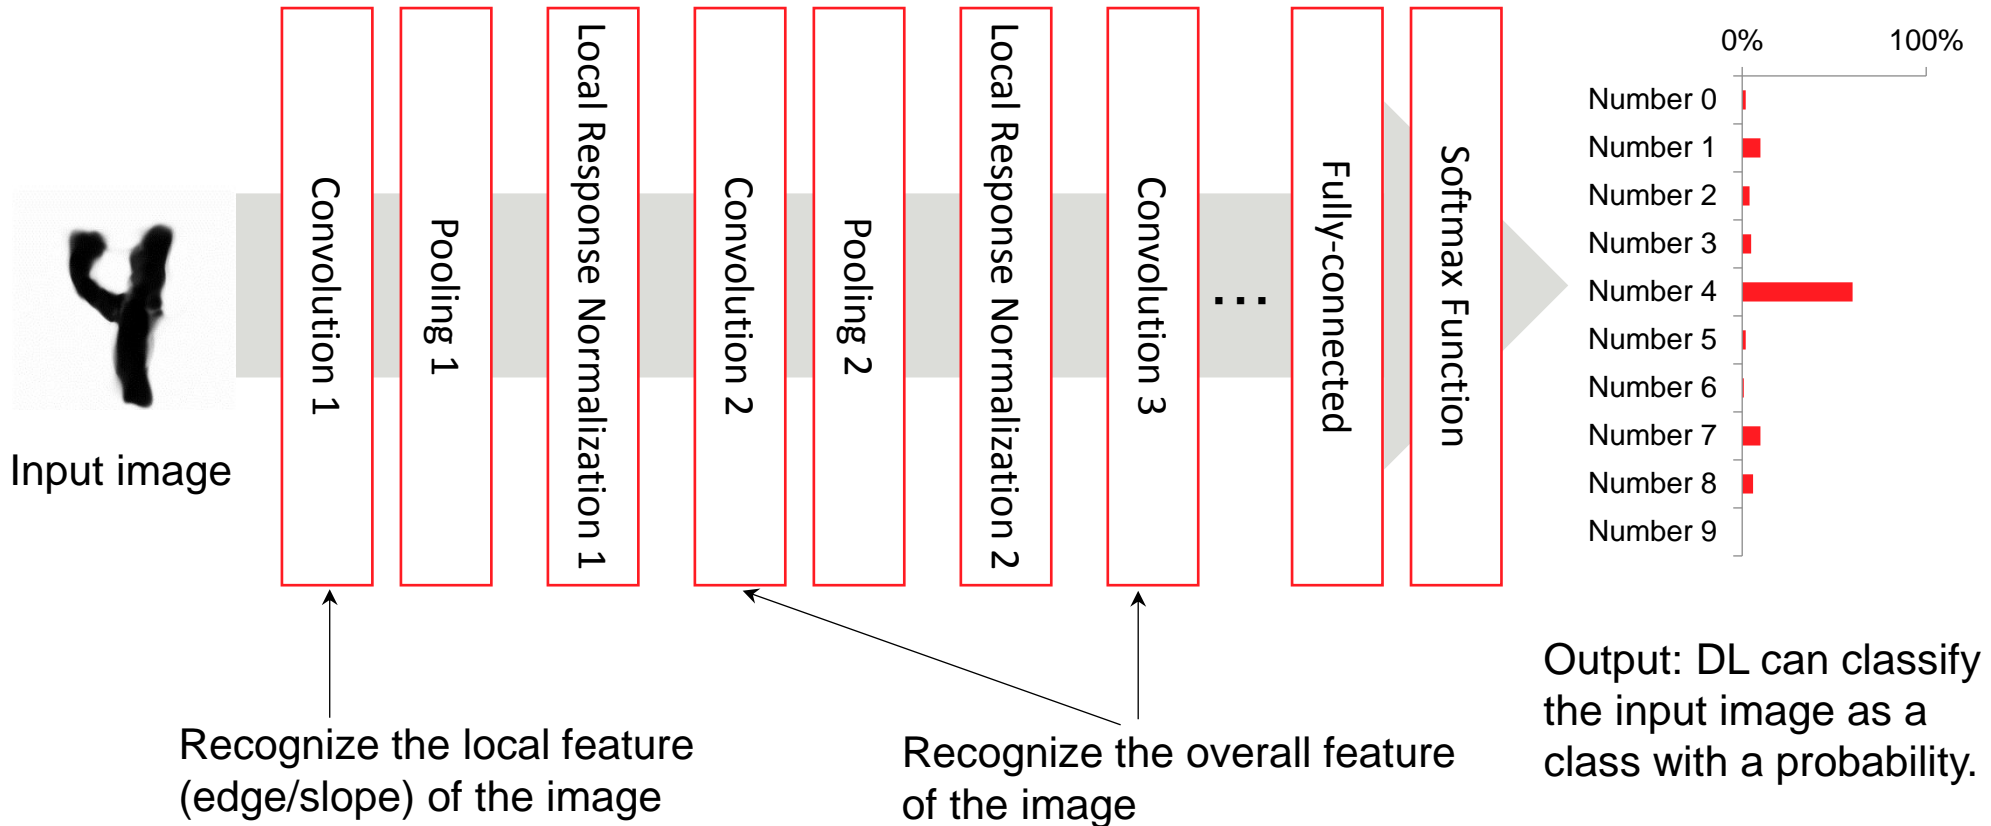 Input image
Convolution 1
Pooling 1
Local Response Normalization 1
Convolution 2
Pooling 2
Local Response Normalization 2
Convolution 3
...
Fully-connected
Softmax Function
0% 100%
Number 0
Number 1
Number 2
Number 3
Number 4
Number 5
Number 6
Number 7
Number 8
Number 9
Recognize the local feature
(edge/slope) of the image
Recognize the overall feature
of the image
Output: DL can classify
the input image as a
class with a probability.